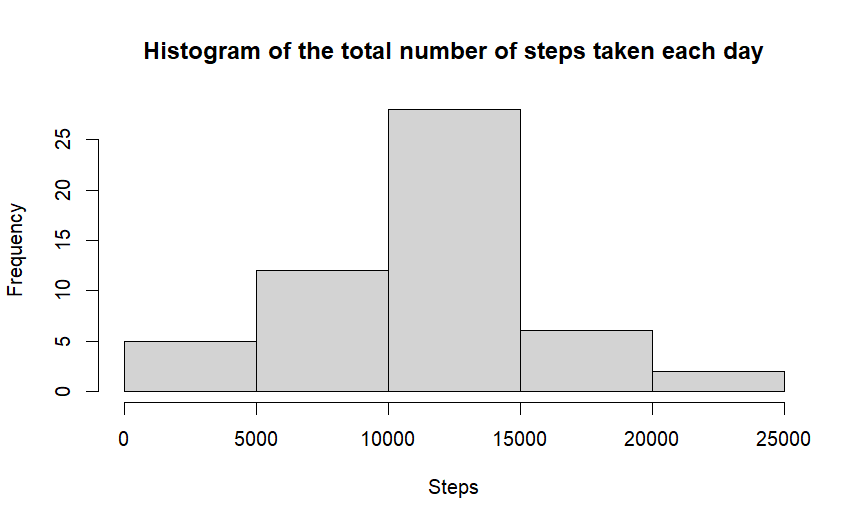 Histogram of the total number of steps taken each day
Frequency
25
20
15
10
5
0
0 5000 10000 15000 20000 25000
Steps